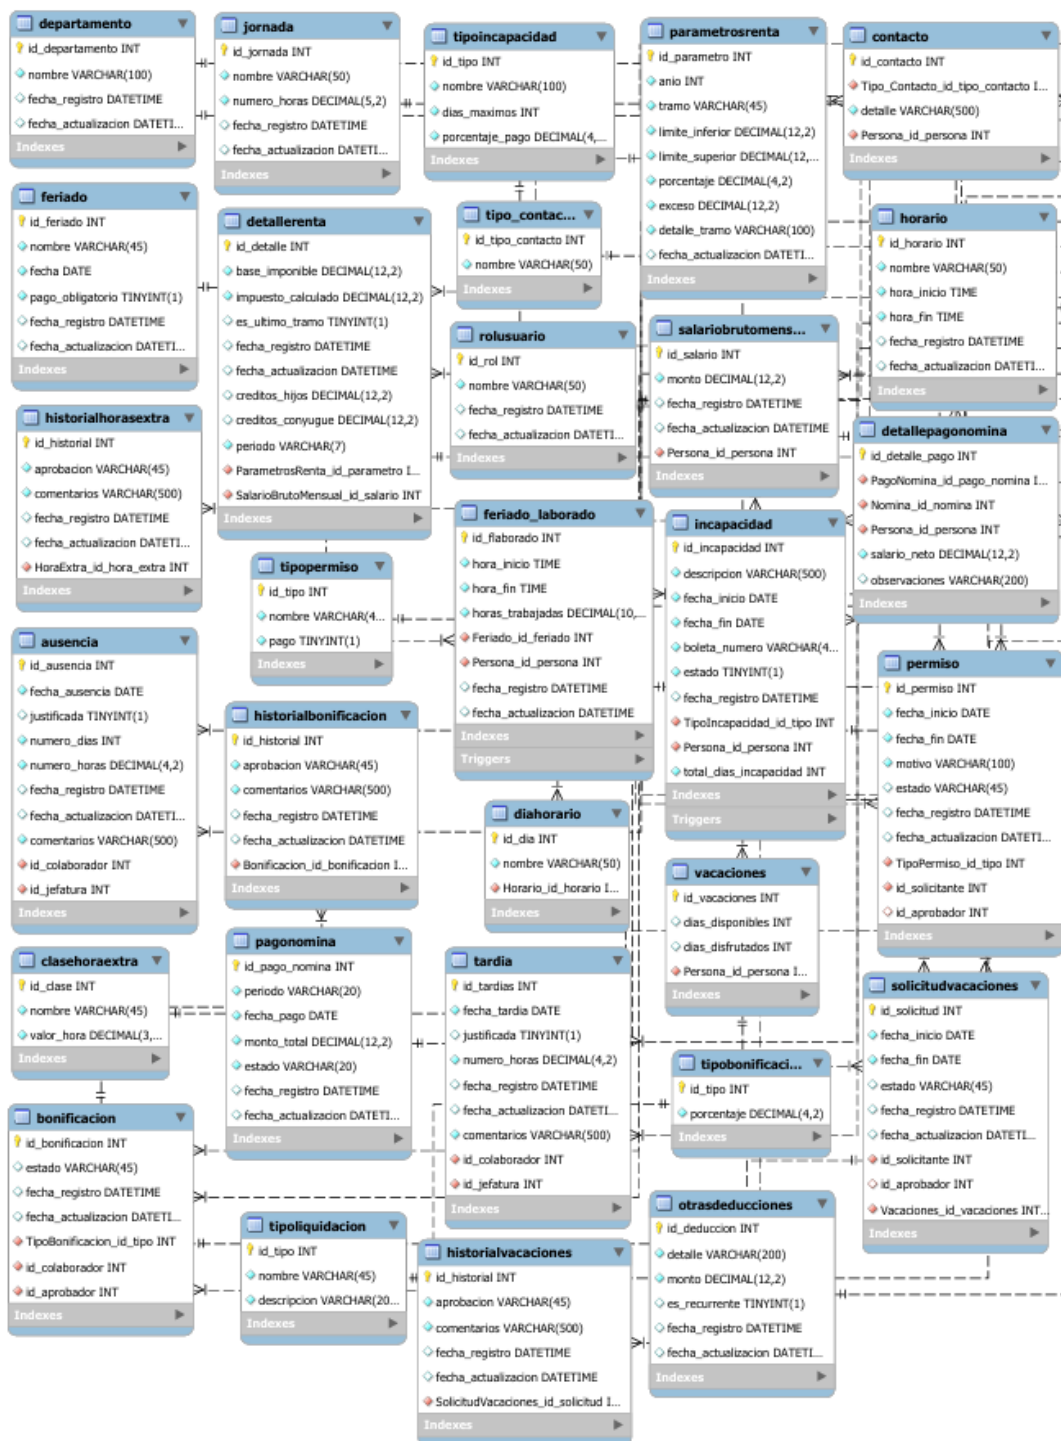 departamento
id_departamento INT
nombre VARCHAR(100)
fecha_registro DATETIME
fecha_actualizacion DATETI...
Indexes
jornada
id_jornada INT
nombre VARCHAR(50)
numero_horas DECIMAL(5,2)
fecha_registro DATETIME
fecha_actualizacion DATETI...
Indexes
tipoincapacidad
id_tipo INT
nombre VARCHAR(100)
dias_maximos INT
porcentaje_pago DECIMAL(4,...
Indexes
parametrosrenta
id_parametro INT
anio INT
tramo VARCHAR(45)
limite_inferior DECIMAL(12,2)
limite_superior DECIMAL(12,...
porcentaje DECIMAL(4,2)
exceso DECIMAL(12,2)
detalle_tramo VARCHAR(100)
fecha_actualizacion DATETI...
Indexes
contacto
id_contacto INT
Tipo_Contacto_id_tipo_contacto I...
detalle VARCHAR(500)
Persona_id_persona INT
Indexes
feriado
id_feriado INT
nombre VARCHAR(45)
fecha DATE
pago_obligatorio TINYINT(1)
fecha_registro DATETIME
fecha_actualizacion DATETI...
Indexes
detallerenta
id_detalle INT
base_imponible DECIMAL(12,2)
impuesto_calculado DECIMAL(12,2)
es_ultimo_tramo TINYINT(1)
fecha_registro DATETIME
fecha_actualizacion DATETIME
creditos_hijos DECIMAL(12,2)
creditos_conyugue DECIMAL(12,2)
periodo VARCHAR(7)
ParametrosRenta_id_parametro I...
SalarioBrutoMensual_id_salario INT
Indexes
tipo_contac...
id_tipo_contacto INT
nombre VARCHAR(50)
Indexes
horario
id_horario INT
nombre VARCHAR(50)
hora_inicio TIME
hora_fin TIME
fecha_registro DATETIME
fecha_actualizacion DATETI...
Indexes
rolusuario
id_rol INT
nombre VARCHAR(50)
fecha_registro DATETIME
fecha_actualizacion DATETI...
Indexes
salariobrutomens...
id_salario INT
monto DECIMAL(12,2)
fecha_registro DATETIME
fecha_actualizacion DATETIME
Persona_id_persona INT
Indexes
historialhorasextra
id_historial INT
aprobacion VARCHAR(45)
comentarios VARCHAR(500)
fecha_registro DATETIME
fecha_actualizacion DATETI...
HoraExtra_id_hora_extra INT
Indexes
detallepagonomina
id_detalle_pago INT
PagoNomina_id_pago_nomina I...
Nomina_id_nomina INT
Persona_id_persona INT
salario_neto DECIMAL(12,2)
observaciones VARCHAR(200)
Indexes
feriado_laborado
id_flaborado INT
hora_inicio TIME
hora_fin TIME
horas_trabajadas DECIMAL(10,...
Feriado_id_feriado INT
Persona_id_persona INT
fecha_registro DATETIME
fecha_actualizacion DATETIME
Indexes
Triggers
incapacidad
id_incapacidad INT
descripcion VARCHAR(500)
fecha_inicio DATE
fecha_fin DATE
boleta_numero VARCHAR(4...
estado TINYINT(1)
fecha_registro DATETIME
TipoIncapacidad_id_tipo INT
Persona_id_persona INT
total_dias_incapacidad INT
Indexes
Triggers
tipopermiso
id_tipo INT
nombre VARCHAR(4...
pago TINYINT(1)
Indexes
ausencia
id_ausencia INT
fecha_ausencia DATE
justificada TINYINT(1)
numero_dias INT
numero_horas DECIMAL(4,2)
fecha_registro DATETIME
fecha_actualizacion DATETI...
comentarios VARCHAR(500)
id_colaborador INT
id_jefatura INT
Indexes
permiso
id_permiso INT
fecha_inicio DATE
fecha_fin DATE
motivo VARCHAR(100)
estado VARCHAR(45)
fecha_registro DATETIME
fecha_actualizacion DATETI...
TipoPermiso_id_tipo INT
id_solicitante INT
id_aprobador INT
Indexes
historialbonificacion
id_historial INT
aprobacion VARCHAR(45)
comentarios VARCHAR(500)
fecha_registro DATETIME
fecha_actualizacion DATETIME
Bonificacion_id_bonificacion I...
Indexes
diahorario
id_dia INT
nombre VARCHAR(50)
Horario_id_horario I...
Indexes
vacaciones
id_vacaciones INT
dias_disponibles INT
dias_disfrutados INT
Persona_id_persona I...
Indexes
clasehoraextra
id_clase INT
nombre VARCHAR(45)
valor_hora DECIMAL(3,...
Indexes
pagonomina
id_pago_nomina INT
periodo VARCHAR(20)
fecha_pago DATE
monto_total DECIMAL(12,2)
estado VARCHAR(20)
fecha_registro DATETIME
fecha_actualizacion DATETI...
Indexes
tardia
id_tardias INT
fecha_tardia DATE
justificada TINYINT(1)
numero_horas DECIMAL(4,2)
fecha_registro DATETIME
fecha_actualizacion DATETI...
comentarios VARCHAR(500)
id_colaborador INT
id_jefatura INT
Indexes
solicitudvacaciones
id_solicitud INT
fecha_inicio DATE
fecha_fin DATE
estado VARCHAR(45)
fecha_registro DATETIME
fecha_actualizacion DATETI...
id_solicitante INT
id_aprobador INT
Vacaciones_id_vacaciones INT...
Indexes
tipobonificaci...
id_tipo INT
porcentaje DECIMAL(4,2)
Indexes
bonificacion
id_bonificacion INT
estado VARCHAR(45)
fecha_registro DATETIME
fecha_actualizacion DATETI...
TipoBonificacion_id_tipo INT
id_colaborador INT
id_aprobador INT
Indexes
tipoliquidacion
id_tipo INT
nombre VARCHAR(45)
descripcion VARCHAR(20...
Indexes
otrasdeducciones
id_deduccion INT
detalle VARCHAR(200)
monto DECIMAL(12,2)
es_recurrente TINYINT(1)
fecha_registro DATETIME
fecha_actualizacion DATETI...
Indexes
historialvacaciones
id_historial INT
aprobacion VARCHAR(45)
comentarios VARCHAR(500)
fecha_registro DATETIME
fecha_actualizacion DATETIME
SolicitudVacaciones_id_solicitud I...
Indexes